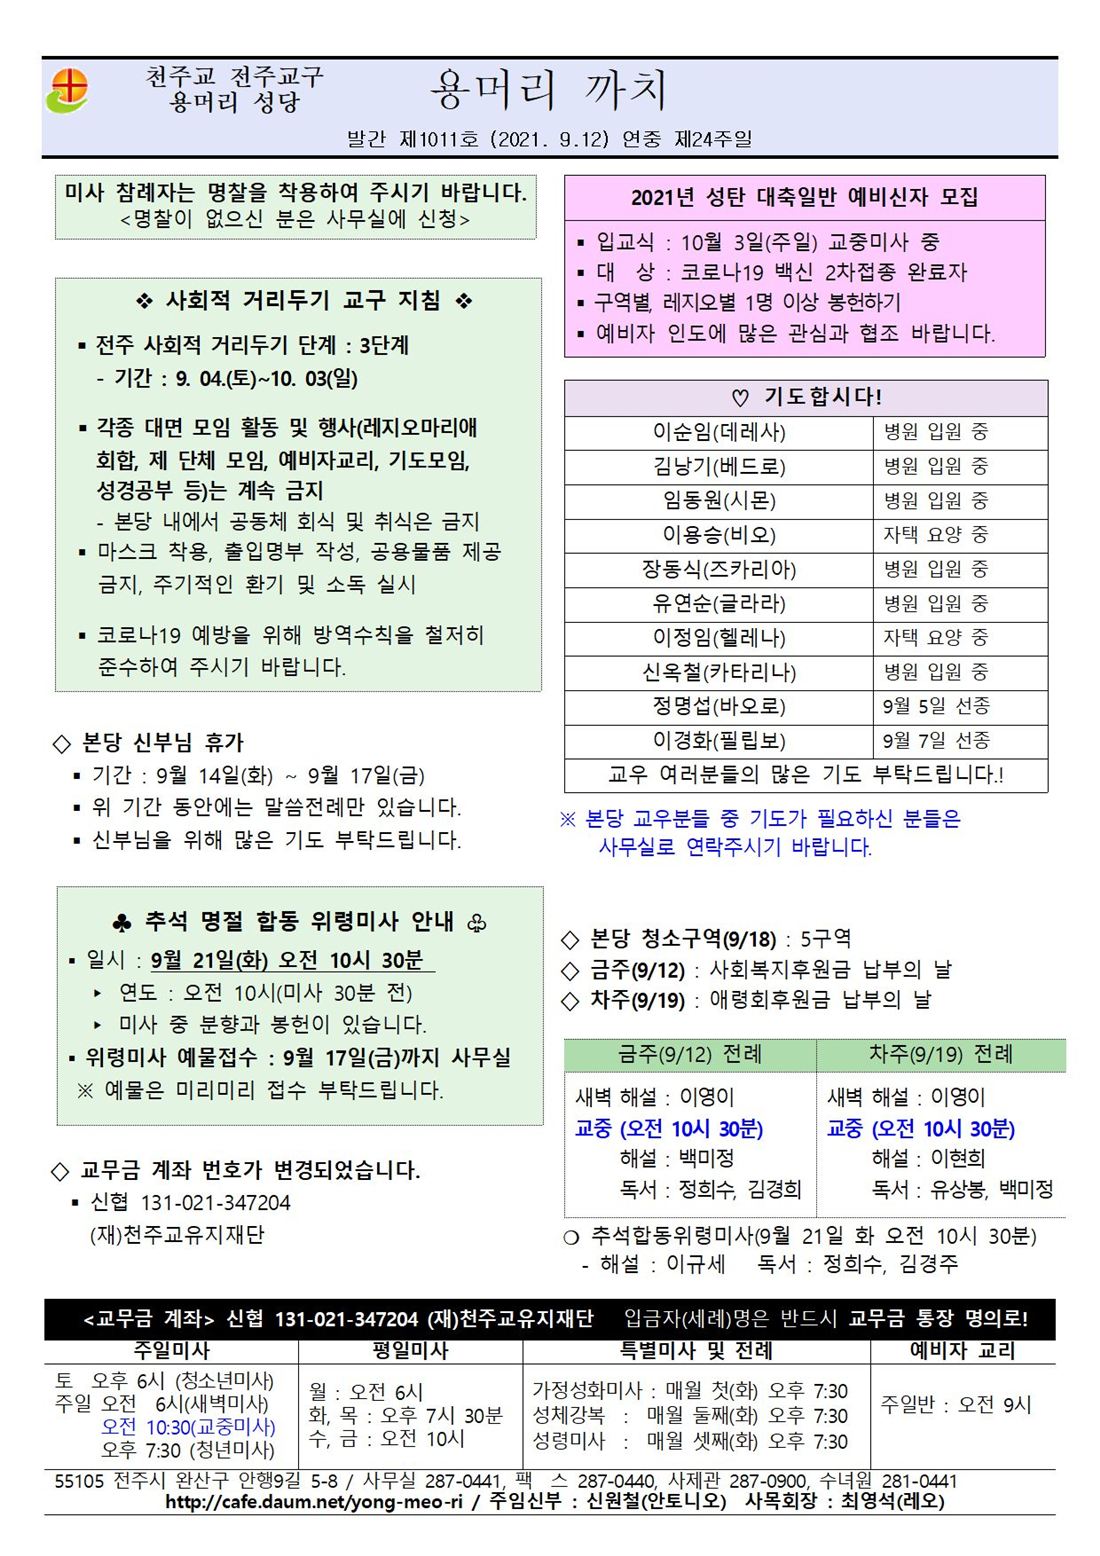 천주교 전주교구
용머리 성당
용머리 까치
발간 제1011호 (2021. 9.12) 연중 제24주일
미사 참례자는 명찰을 착용하여 주시기 바랍니다.
<명찰이 없으신 분은 사무실에 신청>
❖ 사회적 거리두기 교구 지침 ❖
▪ 전주 사회적 거리두기 단계 : 3단계
- 기간 : 9. 04.(토)~10. 03(일)
▪ 각종 대면 모임 활동 및 행사(레지오마리애
회합, 제 단체 모임, 예비자교리, 기도모임,
성경공부 등)는 계속 금지
- 본당 내에서 공동체 회식 및 취식은 금지
▪ 마스크 착용, 출입명부 작성, 공용물품 제공
금지, 주기적인 환기 및 소독 실시
▪ 코로나19 예방을 위해 방역수칙을 철저히
준수하여 주시기 바랍니다.
◇ 본당 신부님 휴가
▪ 기간 : 9월 14일(화) ~ 9월 17일(금)
▪ 위 기간 동안에는 말씀전례만 있습니다.
▪ 신부님을 위해 많은 기도 부탁드립니다.
♣ 추석 명절 합동 위령미사 안내 ♧
▪ 일시 : 9월 21일(화) 오전 10시 30분
▸ 연도 : 오전 10시(미사 30분 전)
▸ 미사 중 분향과 봉헌이 있습니다.
▪ 위령미사 예물접수 : 9월 17일(금)까지 사무실
※ 예물은 미리미리 접수 부탁드립니다.
◇ 교무금 계좌 번호가 변경되었습니다.
▪ 신협 131-021-347204
(재)천주교유지재단
2021년 성탄 대축일반 예비신자 모집
▪ 입교식 : 10월 3일(주일) 교중미사 중
▪ 대 상 : 코로나19 백신 2차접종 완료자
▪ 구역별, 레지오별 1명 이상 봉헌하기
▪ 예비자 인도에 많은 관심과 협조 바랍니다.
♡ 기도합시다!
이순임(데레사) 병원 입원 중
김낭기(베드로) 병원 입원 중
임동원(시몬) 병원 입원 중
이용승(비오) 자택 요양 중
장동식(즈카리아) 병원 입원 중
유연순(글라라) 병원 입원 중
이정임(헬레나) 자택 요양 중
신옥철(카타리나) 병원 입원 중
정명섭(바오로) 9월 5일 선종
이경화(필립보) 9월 7일 선종
교우 여러분들의 많은 기도 부탁드립니다.!
※ 본당 교우분들 중 기도가 필요하신 분들은
사무실로 연락주시기 바랍니다.
◇ 본당 청소구역(9/18) : 5구역
◇ 금주(9/12) : 사회복지후원금 납부의 날
◇ 차주(9/19) : 애령회후원금 납부의 날
금주(9/12) 전례 차주(9/19) 전례
새벽 해설 : 이영이 새벽 해설 : 이영이
교중 (오전 10시 30분) 교중 (오전 10시 30분)
해설 : 백미정 해설 : 이현희
독서 : 정희수, 김경희 독서 : 유상봉, 백미정
❍ 추석합동위령미사(9월 21일 화 오전 10시 30분)
- 해설 : 이규세 독서 : 정희수, 김경주
<교무금 계좌> 신협 131-021-347204 (재)천주교유지재단 입금자(세례)명은 반드시 교무금 통장 명의로!
주일미사 평일미사 특별미사 및 전례 예비자 교리
토 오후 6시 (청소년미사)
주일 오전 6시(새벽미사)
오전 10:30(교중미사)
오후 7:30 (청년미사)
월 : 오전 6시
화, 목 : 오후 7시 30분
수, 금 : 오전 10시
가정성화미사 : 매월 첫(화) 오후 7:30
성체강복 : 매월 둘째(화) 오후 7:30
성령미사 : 매월 셋째(화) 오후 7:30
주일반 : 오전 9시
55105 전주시 완산구 안행9길 5-8 / 사무실 287-0441, 팩 스 287-0440, 사제관 287-0900, 수녀원 281-0441
http://cafe.daum.net/yong-meo-ri / 주임신부 : 신원철(안토니오) 사목회장 : 최영석(레오)